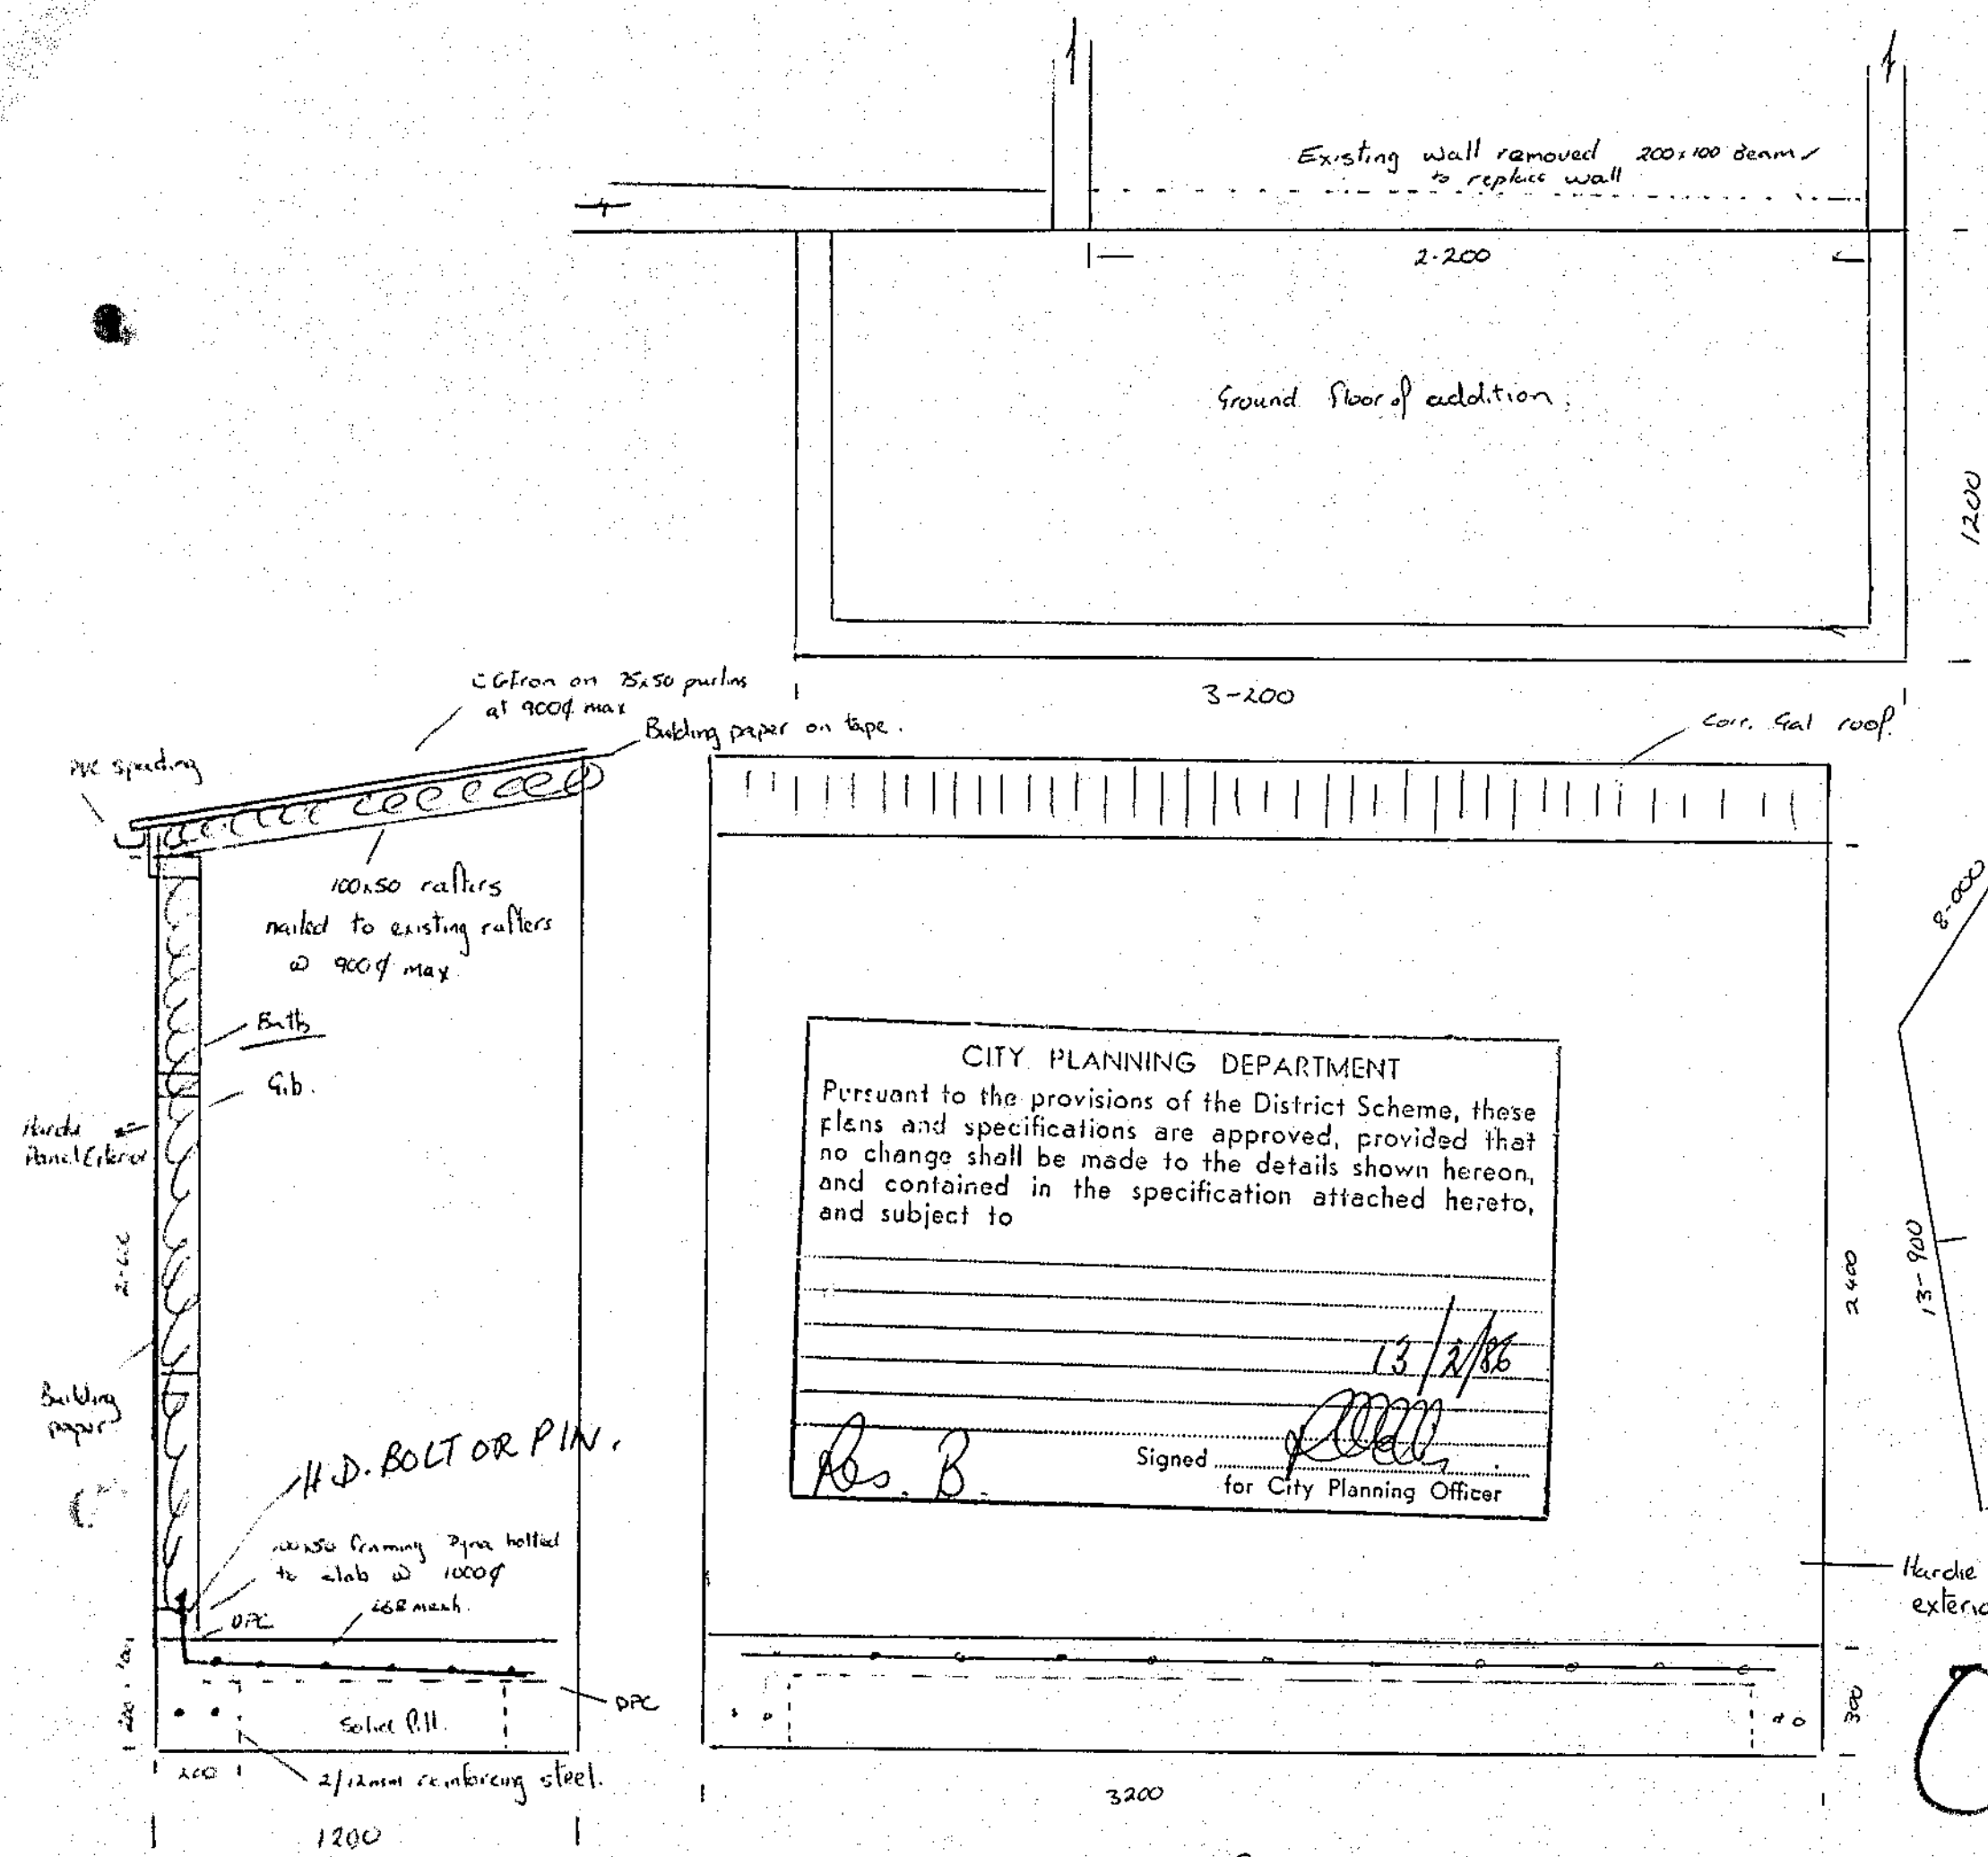 Existing wall removed 200x100 Beam
to replace wall
2-200
Ground floor of addition.
1200
3-200
CGIron on 75x50 purlins
at 900¢ max
Building paper on tape.
Corr. Gal roof.
PVC spouting
100x50 rafters
nailed to existing rafters
@ 900¢ max.
Batts
Gib.
Hardie
Panel Exterior
Building
paper
H.D. BOLT OR PIN.
100x50 framing Dyna bolted
to slab @ 1000¢
668 mesh.
DPC
DPC
Solid fill.
200
2/12mm reinforcing steel.
1200
CITY PLANNING DEPARTMENT
Pursuant to the provisions of the District Scheme, these
plans and specifications are approved, provided that
no change shall be made to the details shown hereon,
and contained in the specification attached hereto,
and subject to
13/2/86
Res. B.
Signed
for City Planning Officer
2400
300
3200
8-000
13-900
Hardie